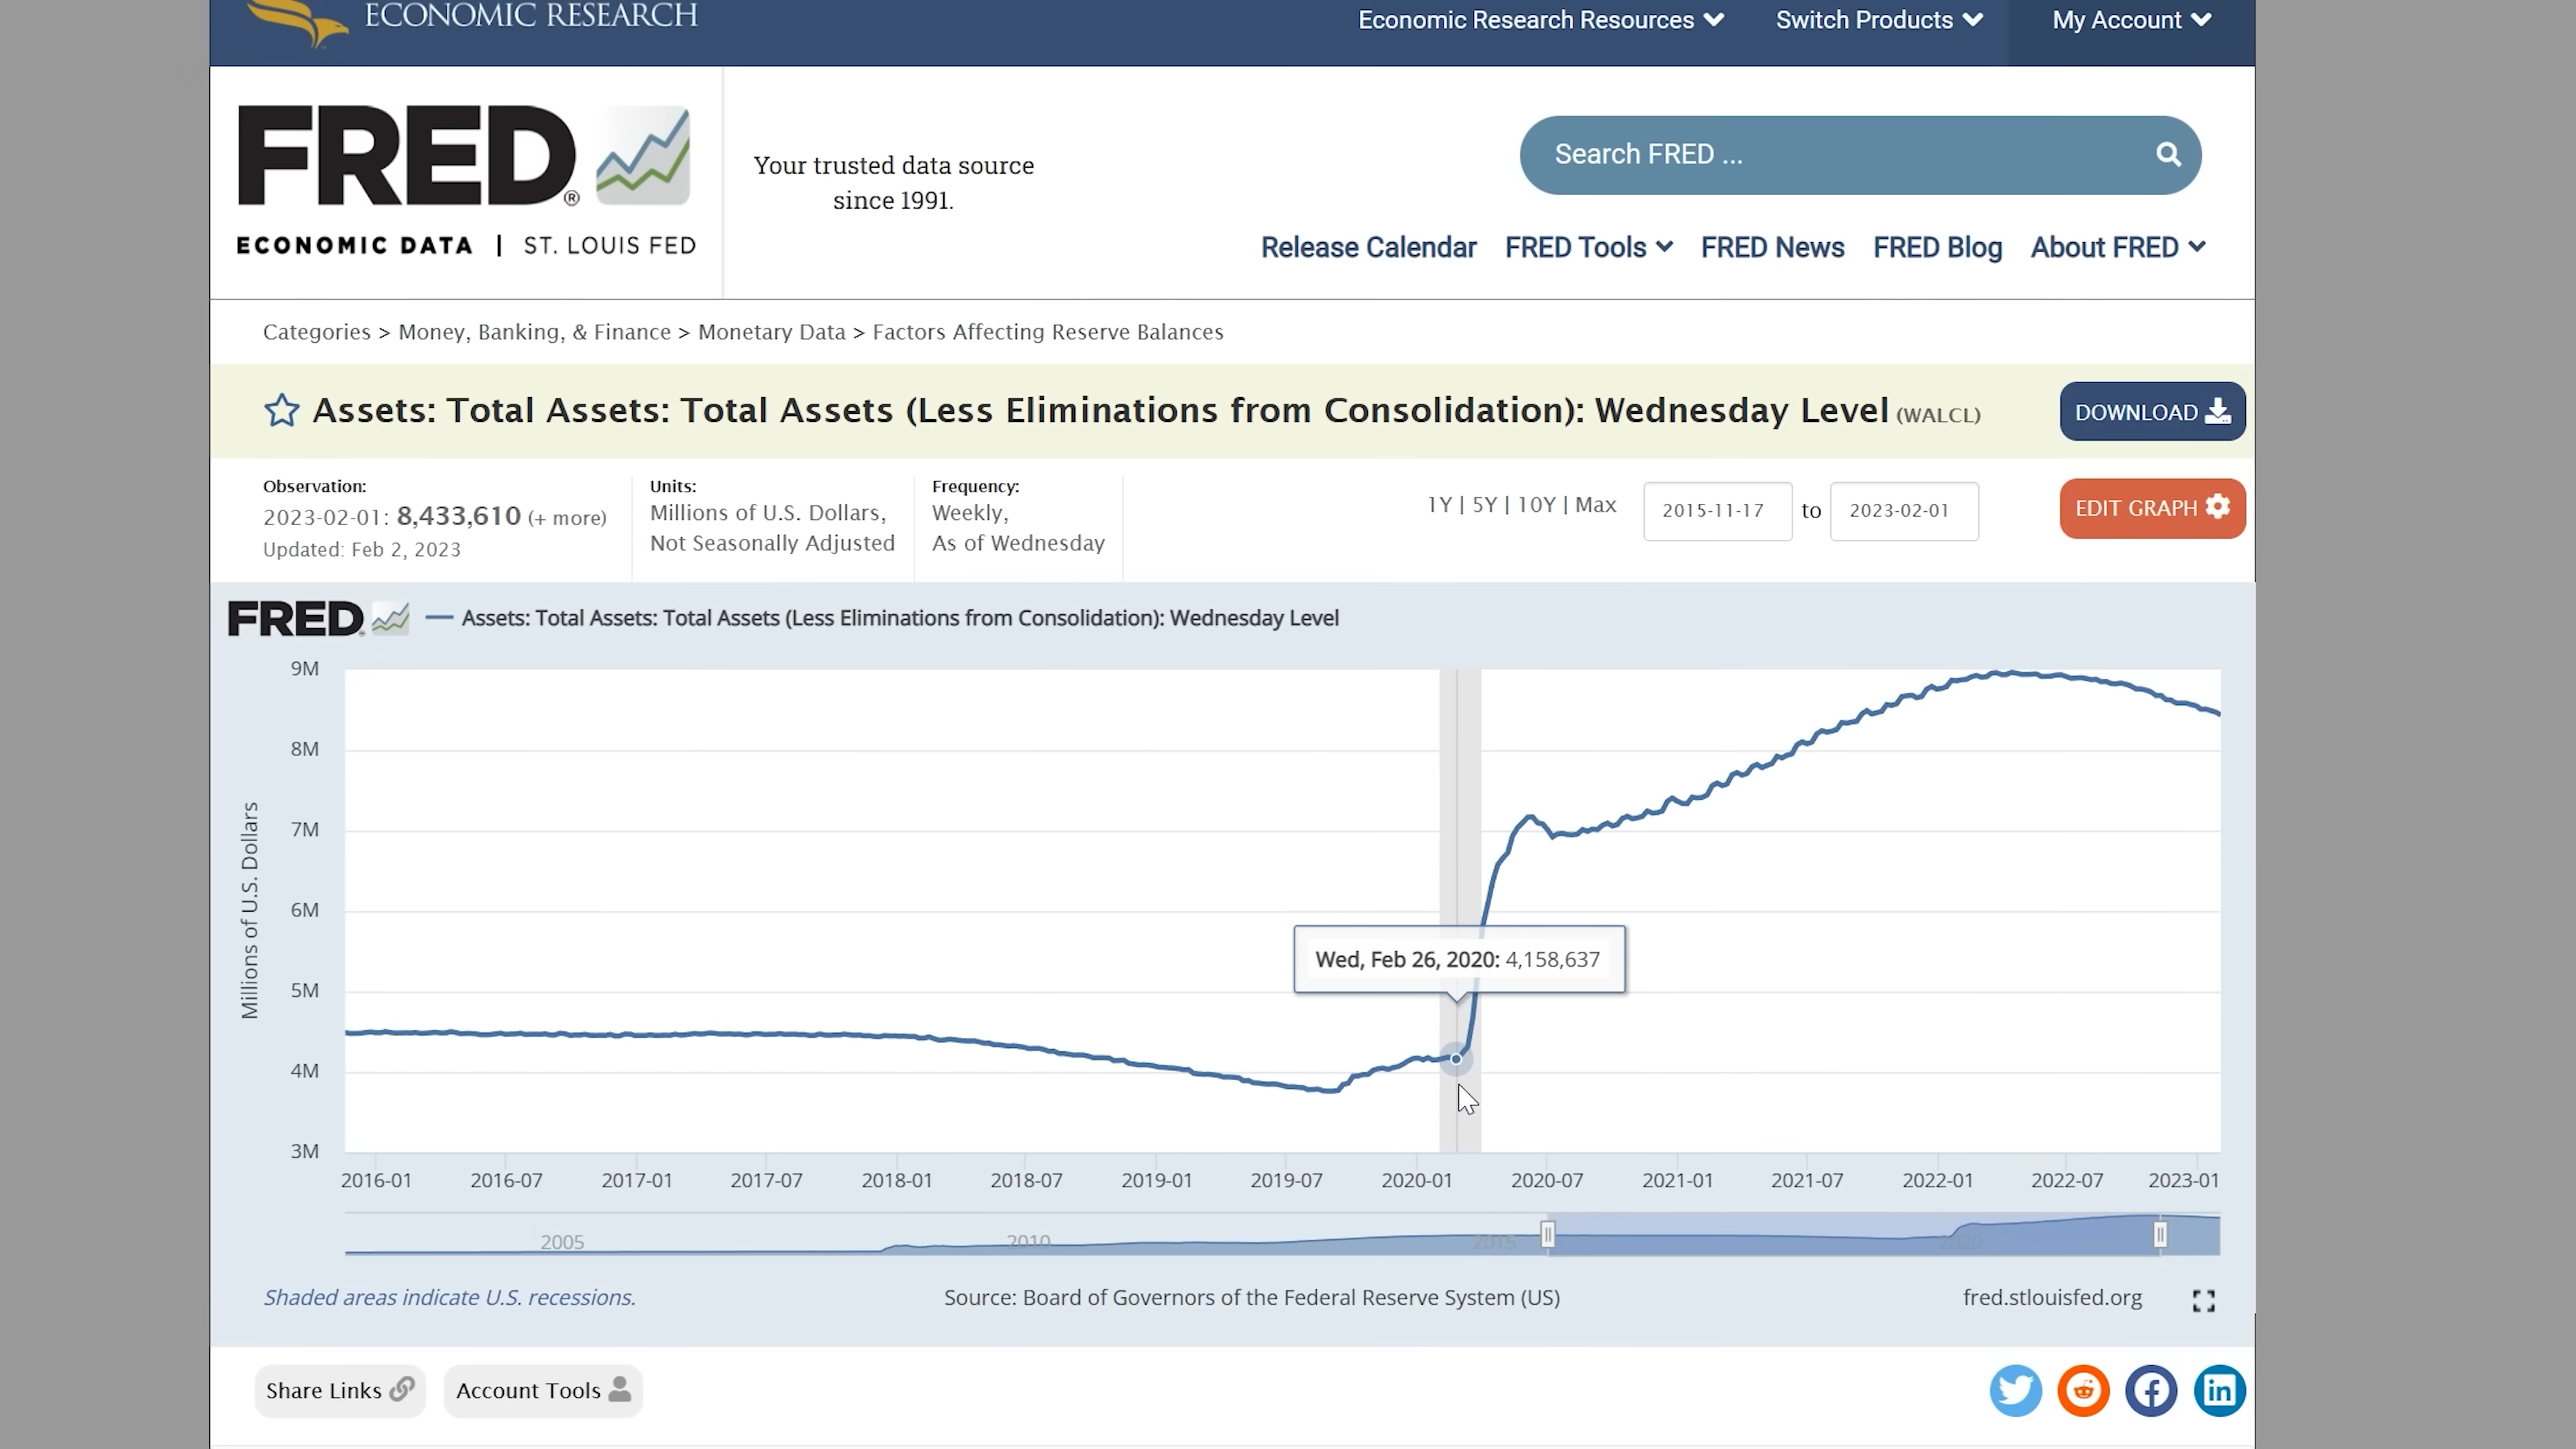 ECONOMIC RESEARCH
Economic Research Resources
Switch Products
My Account
FRED®
ECONOMIC DATA | ST. LOUIS FED
Your trusted data source
since 1991.
Search FRED ...
Release Calendar
FRED Tools
FRED News
FRED Blog
About FRED
Categories > Money, Banking, & Finance > Monetary Data > Factors Affecting Reserve Balances
Assets: Total Assets: Total Assets (Less Eliminations from Consolidation): Wednesday Level (WALCL)
DOWNLOAD
Observation:
2023-02-01: 8,433,610 (+ more)
Updated: Feb 2, 2023
Units:
Millions of U.S. Dollars,
Not Seasonally Adjusted
Frequency:
Weekly,
As of Wednesday
1Y | 5Y | 10Y | Max
2015-11-17 to 2023-02-01
EDIT GRAPH
FRED
Assets: Total Assets: Total Assets (Less Eliminations from Consolidation): Wednesday Level
Millions of U.S. Dollars
9M
8M
7M
6M
5M
4M
3M
Wed, Feb 26, 2020: 4,158,637
2016-01 2016-07 2017-01 2017-07 2018-01 2018-07 2019-01 2019-07 2020-01 2020-07 2021-01 2021-07 2022-01 2022-07 2023-01
2005 2010 2015 2020
Shaded areas indicate U.S. recessions.
Source: Board of Governors of the Federal Reserve System (US)
fred.stlouisfed.org
Share Links
Account Tools
in